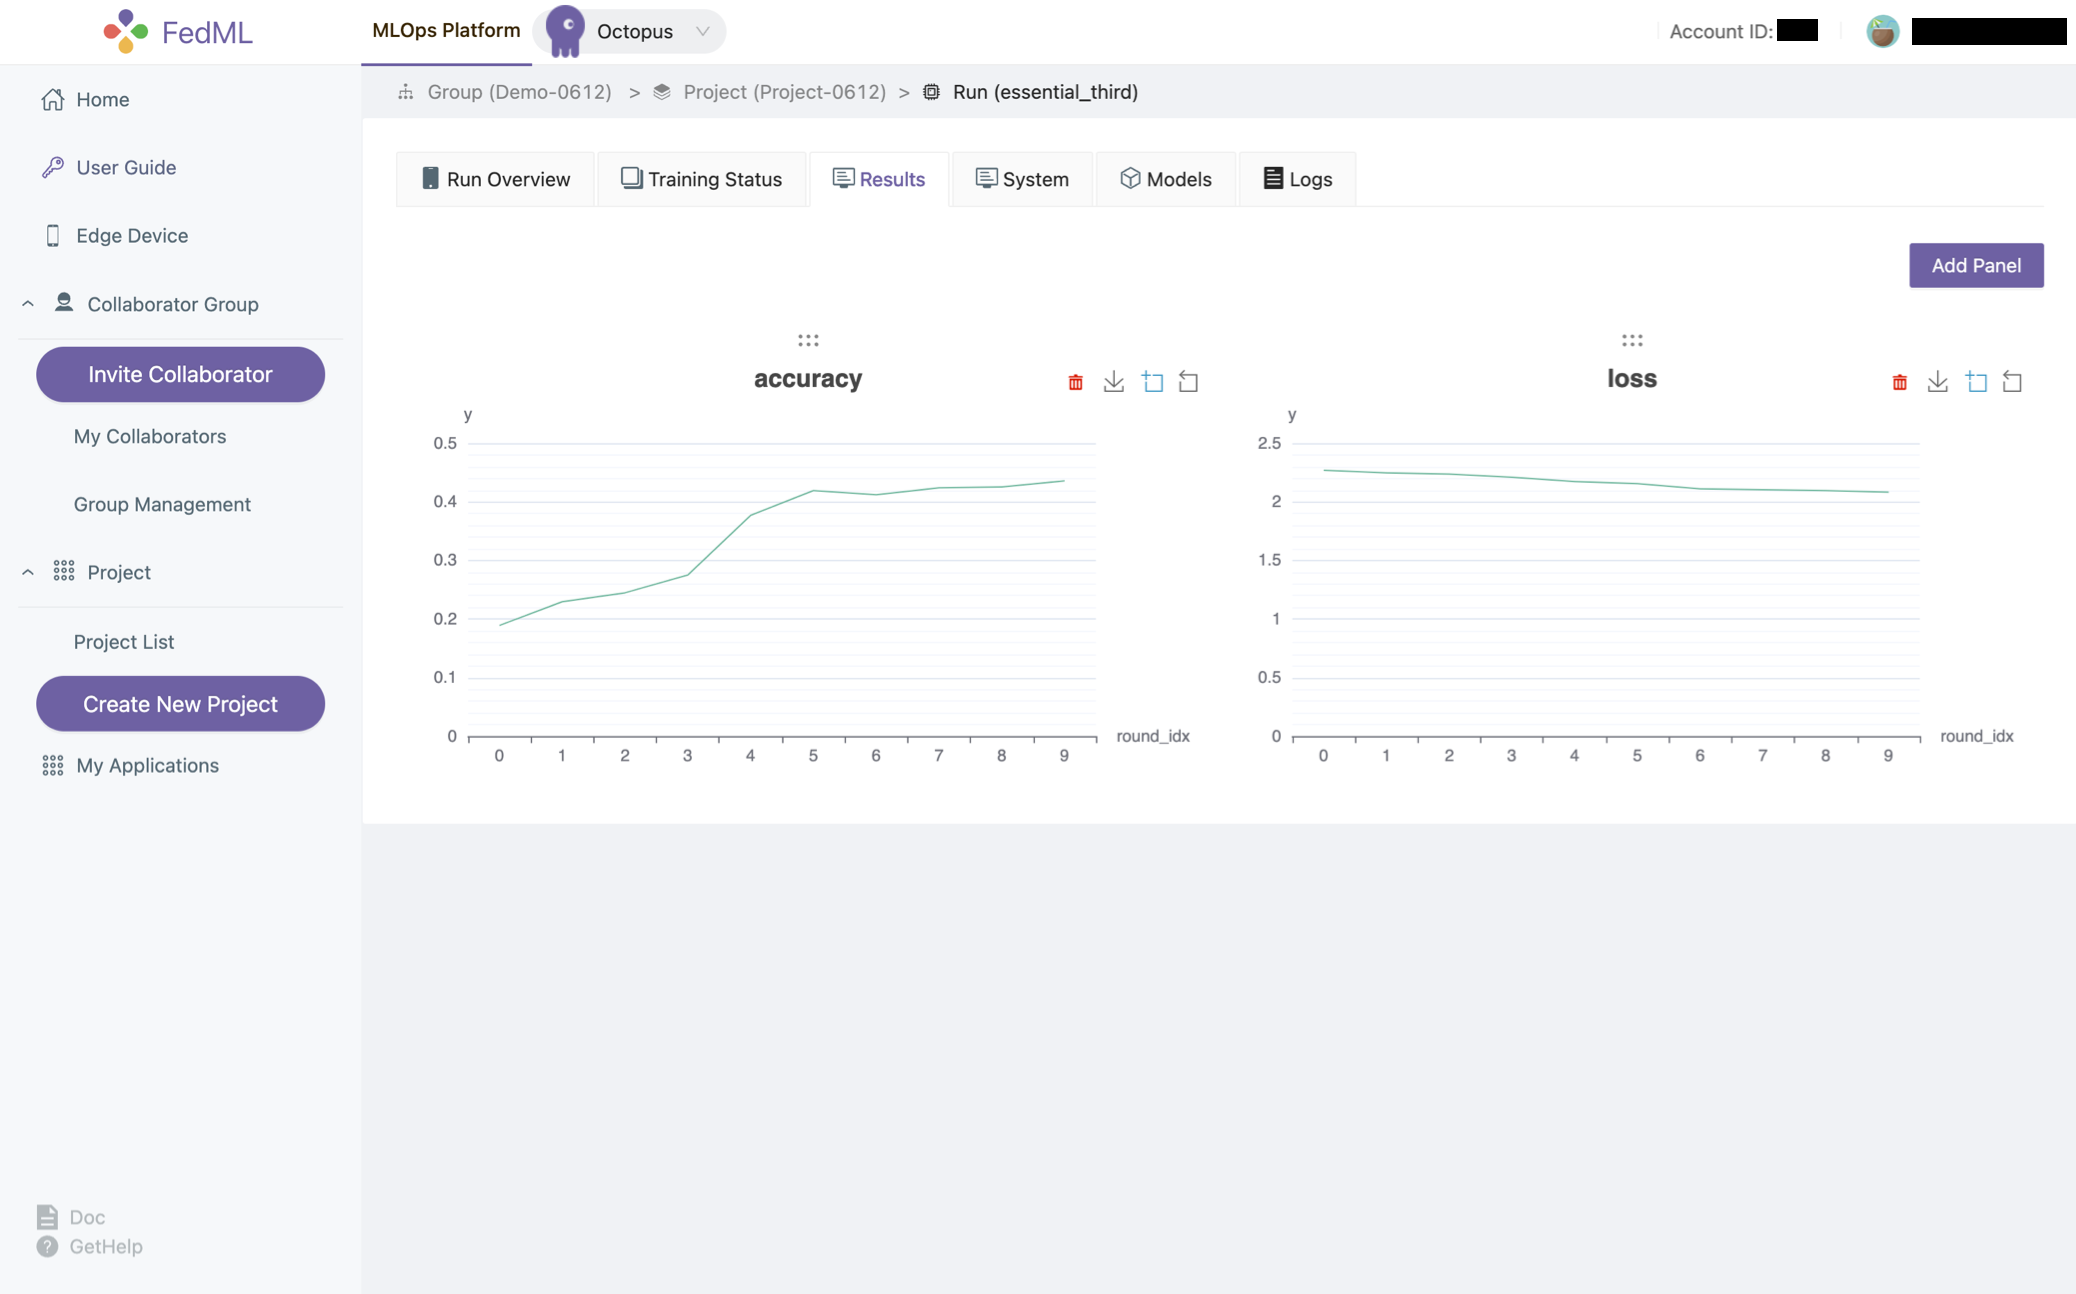 FedML
MLOps Platform
Octopus
Account ID:
Home
User Guide
Edge Device
Collaborator Group
Invite Collaborator
My Collaborators
Group Management
Project
Project List
Create New Project
My Applications
Doc
GetHelp
Group (Demo-0612) > Project (Project-0612) > Run (essential_third)
Run Overview
Training Status
Results
System
Models
Logs
Add Panel
accuracy
y
0.5
0.4
0.3
0.2
0.1
0
0 1 2 3 4 5 6 7 8 9
round_idx
loss
y
2.5
2
1.5
1
0.5
0
0 1 2 3 4 5 6 7 8 9
round_idx